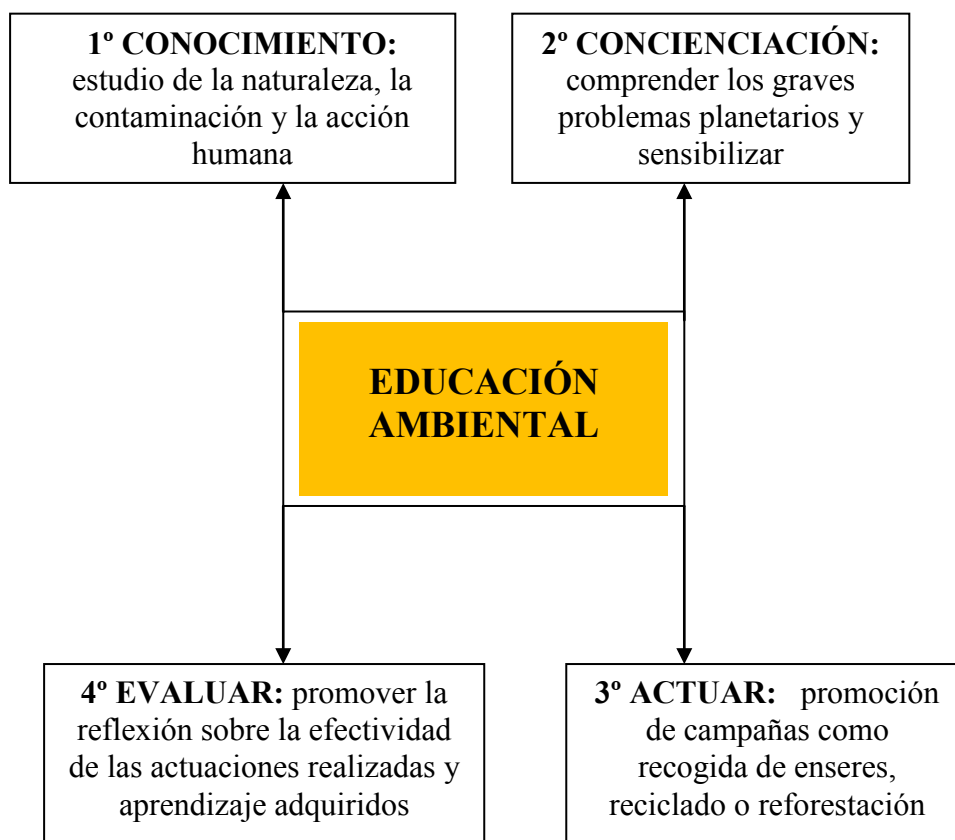 1º CONOCIMIENTO:
estudio de la naturaleza, la
contaminación y la acción
humana
2º CONCIENCIACIÓN:
comprender los graves
problemas planetarios y
sensibilizar
EDUCACIÓN
AMBIENTAL
4º EVALUAR: promover la
reflexión sobre la efectividad
de las actuaciones realizadas y
aprendizaje adquiridos
3º ACTUAR: promoción
de campañas como
recogida de enseres,
reciclado o reforestación